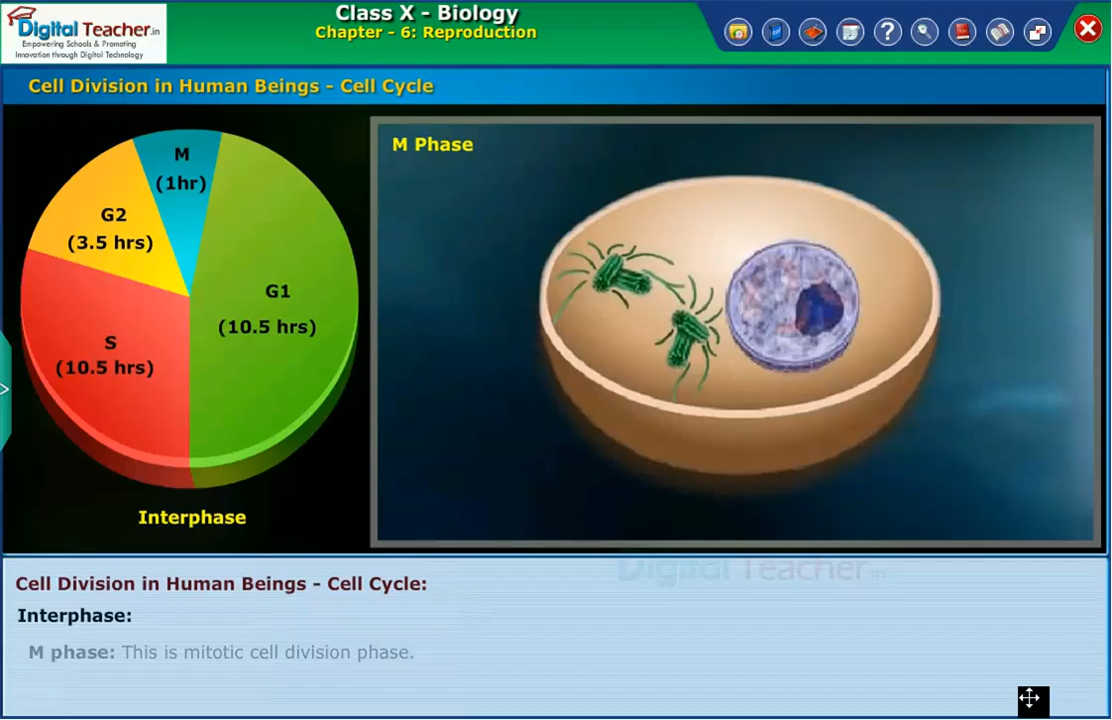 Digital Teacher.in
Empowering Schools & Promoting
Innovation through Digital Technology
Class X - Biology
Chapter - 6: Reproduction
Cell Division in Human Beings - Cell Cycle
M
(1hr)
G2
(3.5 hrs)
G1
(10.5 hrs)
S
(10.5 hrs)
Interphase
M Phase
Digital Teacher.in
Cell Division in Human Beings - Cell Cycle:
Interphase:
M phase: This is mitotic cell division phase.